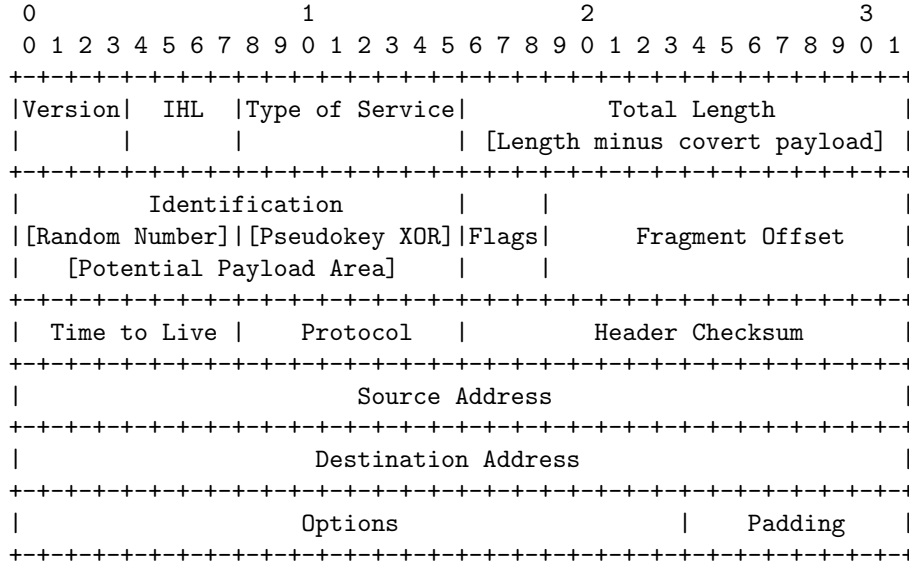 0                   1                   2                   3
0 1 2 3 4 5 6 7 8 9 0 1 2 3 4 5 6 7 8 9 0 1 2 3 4 5 6 7 8 9 0 1
+-+-+-+-+-+-+-+-+-+-+-+-+-+-+-+-+-+-+-+-+-+-+-+-+-+-+-+-+-+-+-+-+
|Version|  IHL  |Type of Service|          Total Length         |
|       |       |               | [Length minus covert payload] |
+-+-+-+-+-+-+-+-+-+-+-+-+-+-+-+-+-+-+-+-+-+-+-+-+-+-+-+-+-+-+-+-+
|         Identification        |     |                         |
|[Random Number]|[Pseudokey XOR]|Flags|      Fragment Offset    |
|   [Potential Payload Area]    |     |                         |
+-+-+-+-+-+-+-+-+-+-+-+-+-+-+-+-+-+-+-+-+-+-+-+-+-+-+-+-+-+-+-+-+
|  Time to Live |    Protocol   |         Header Checksum       |
+-+-+-+-+-+-+-+-+-+-+-+-+-+-+-+-+-+-+-+-+-+-+-+-+-+-+-+-+-+-+-+-+
|                        Source Address                         |
+-+-+-+-+-+-+-+-+-+-+-+-+-+-+-+-+-+-+-+-+-+-+-+-+-+-+-+-+-+-+-+-+
|                     Destination Address                       |
+-+-+-+-+-+-+-+-+-+-+-+-+-+-+-+-+-+-+-+-+-+-+-+-+-+-+-+-+-+-+-+-+
|                    Options                    |    Padding    |
+-+-+-+-+-+-+-+-+-+-+-+-+-+-+-+-+-+-+-+-+-+-+-+-+-+-+-+-+-+-+-+-+